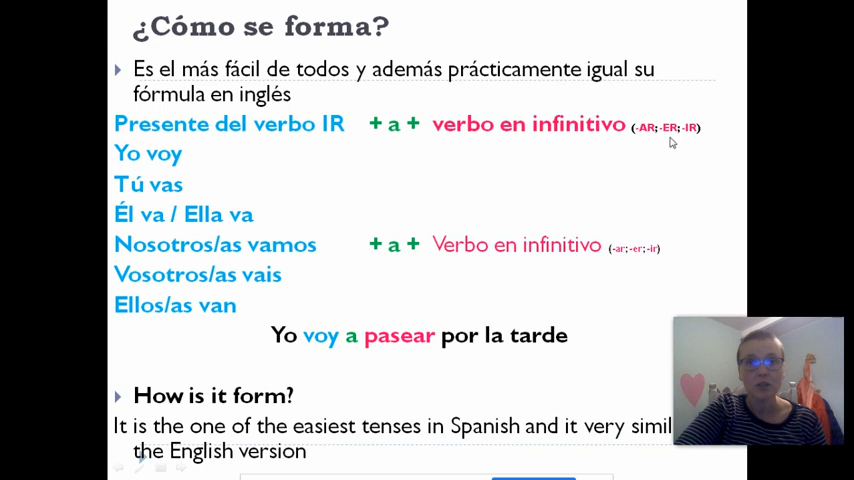 ¿Cómo se forma?
Es el más fácil de todos y además prácticamente igual su
fórmula en inglés
Presente del verbo IR + a + verbo en infinitivo (-AR; -ER; -IR)
Yo voy
Tú vas
Él va / Ella va
Nosotros/as vamos + a + Verbo en infinitivo (-ar; -er; -ir)
Vosotros/as vais
Ellos/as van
Yo voy a pasear por la tarde
How is it form?
It is the one of the easiest tenses in Spanish and it very
the English version